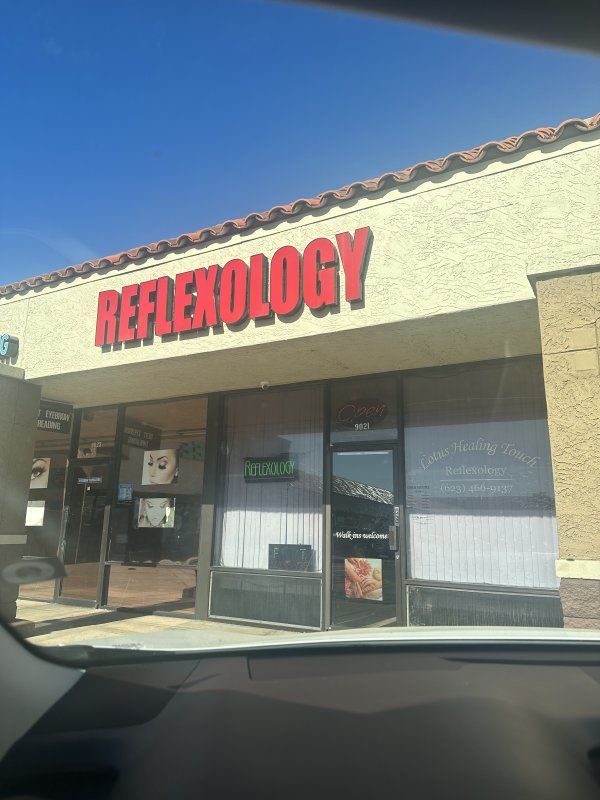 REFLEXOLOGY
G
EYEBROW
READING
Open
9021
REFLEXOLOGY
Lotus Healing Touch
Reflexology
(623) 466-9137
Walk ins welcome